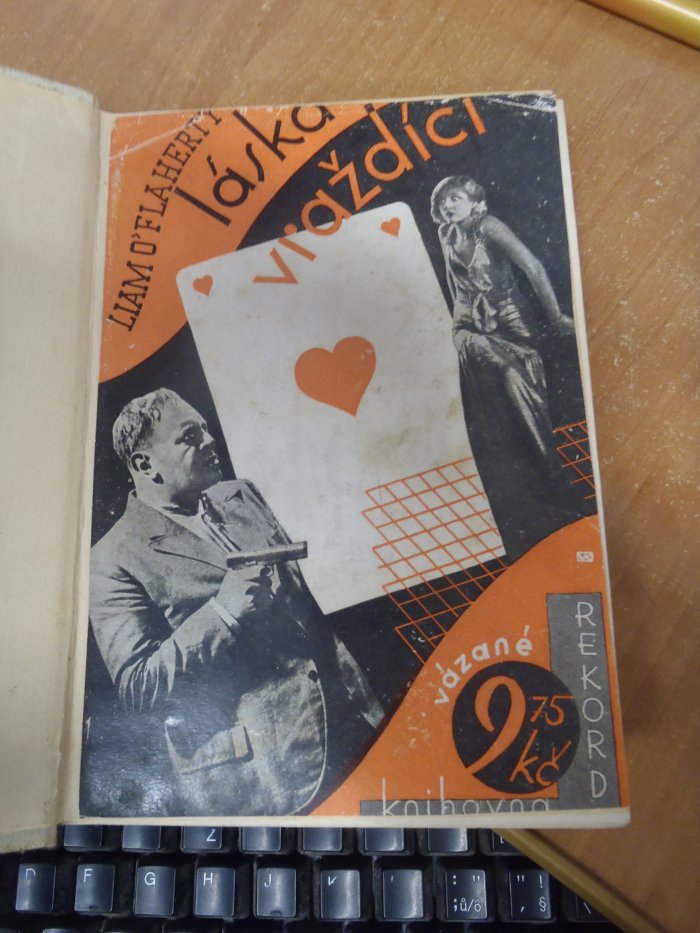 LIAM O'FLAHERTY
láska
vraždící
vázané
9 75
kč
REKORD
knihovna
Z
D F G H J K
: "
; ů/§
" !
, §